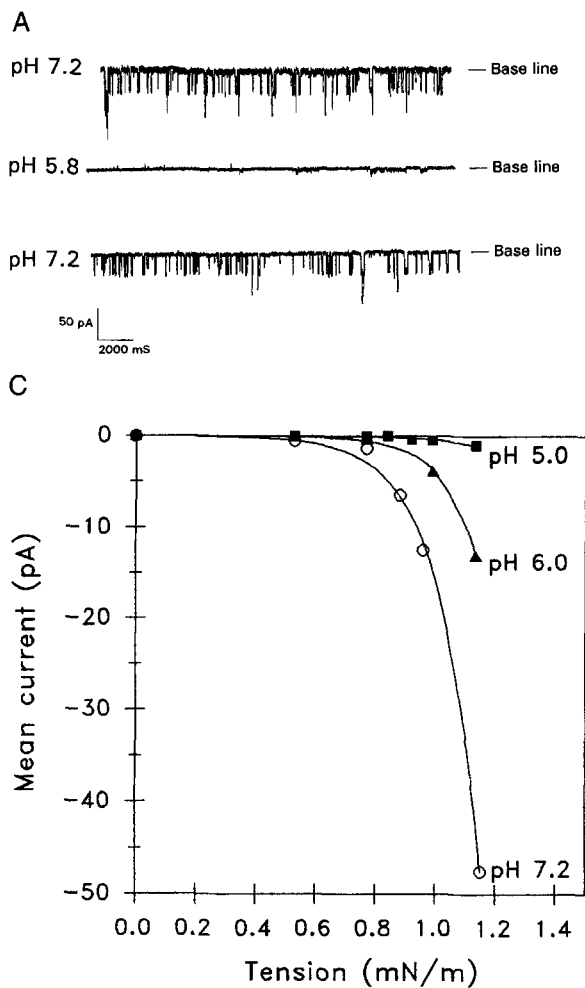 A
pH 7.2 — Base line
pH 5.8 — Base line
pH 7.2 — Base line
50 pA
2000 mS
C
0
-10
-20
-30
-40
-50
Mean current (pA)
pH 5.0
pH 6.0
pH 7.2
0.0 0.2 0.4 0.6 0.8 1.0 1.2 1.4
Tension (mN/m)